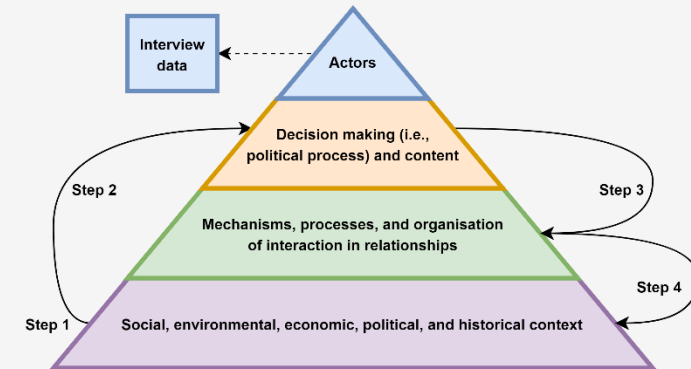 Interview
data
Actors
Decision making (i.e.,
political process) and content
Step 2
Step 3
Mechanisms, processes, and organisation
of interaction in relationships
Step 4
Step 1
Social, environmental, economic, political, and historical context